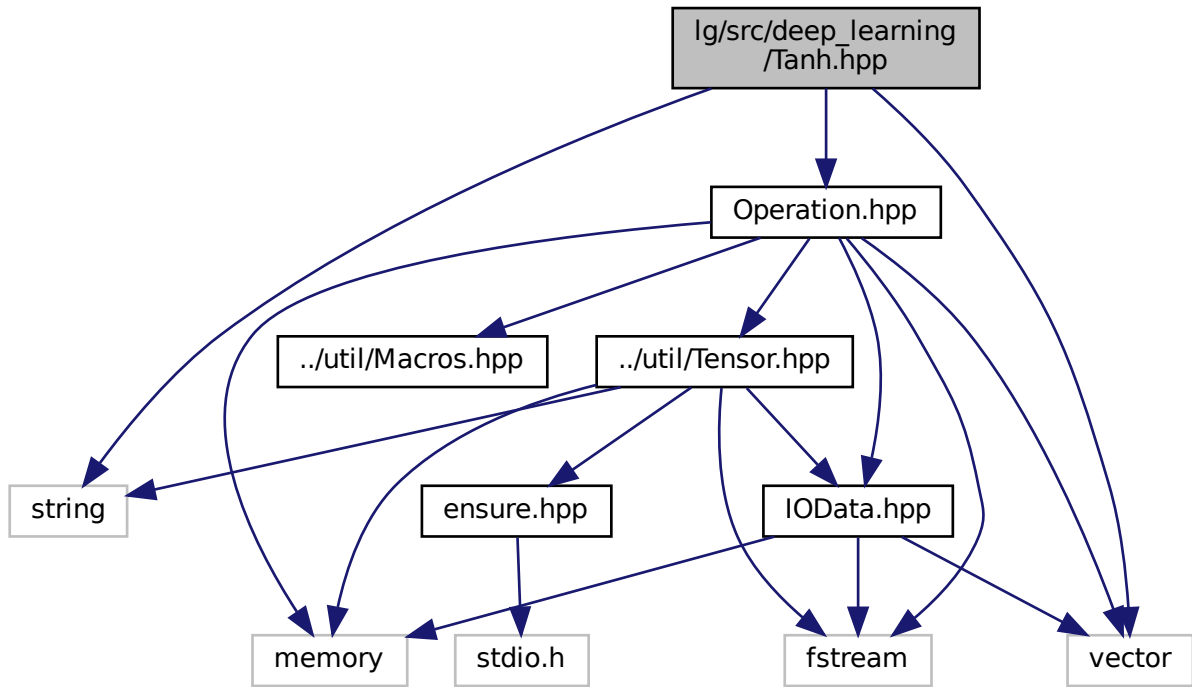 lg/src/deep_learning
/Tanh.hpp
Operation.hpp
../util/Macros.hpp
../util/Tensor.hpp
string
ensure.hpp
IOData.hpp
memory
stdio.h
fstream
vector